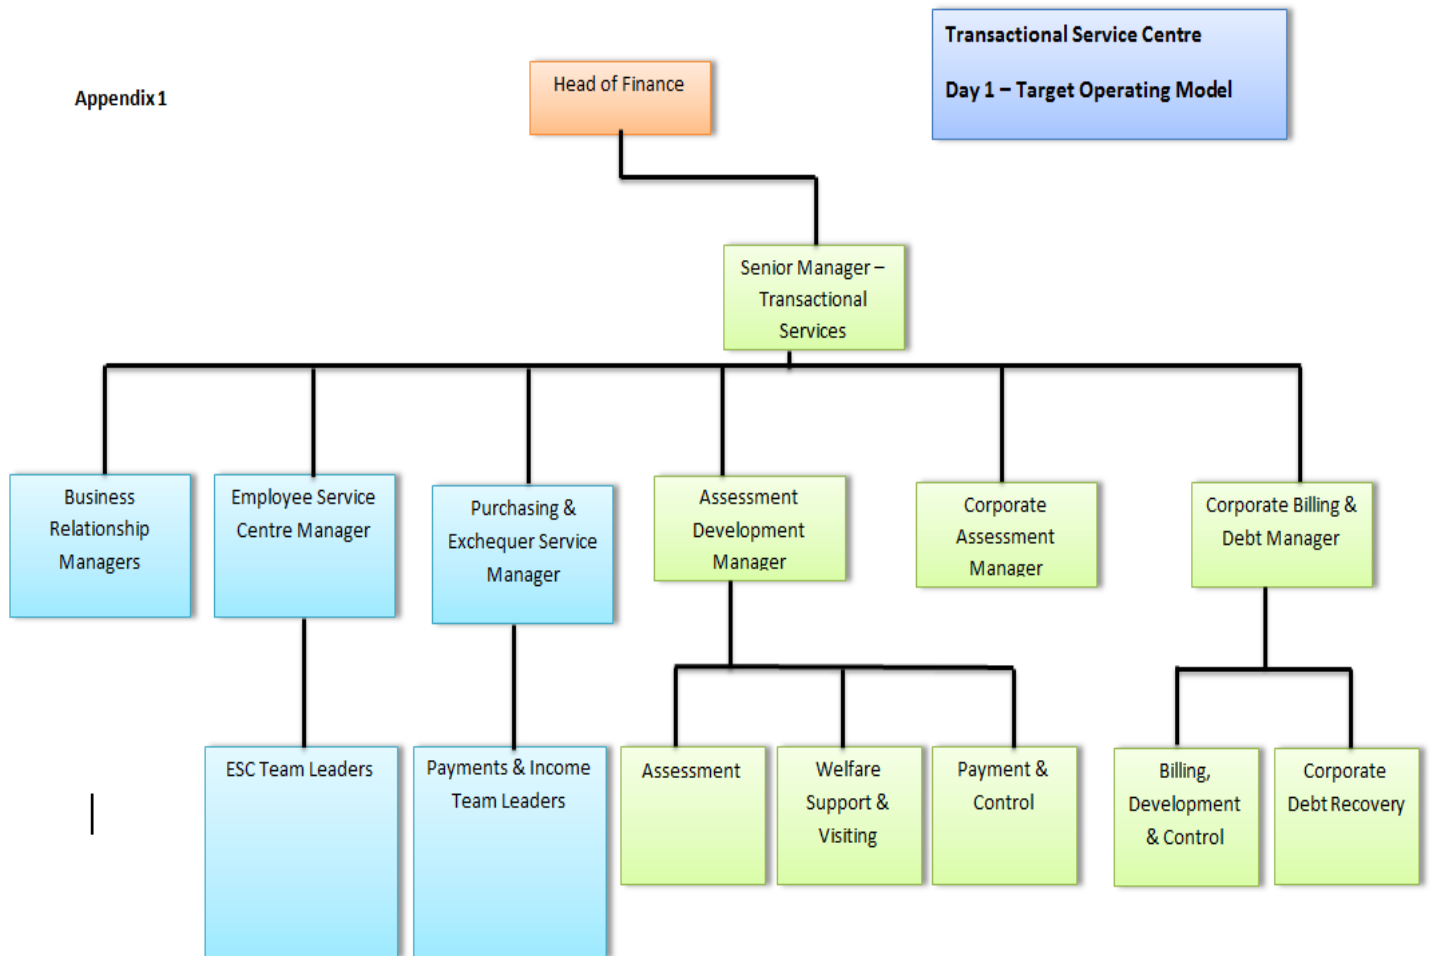 Transactional Service Centre
Day 1 – Target Operating Model
Appendix 1
Head of Finance
Senior Manager –
Transactional
Services
Business
Relationship
Managers
Employee Service
Centre Manager
Purchasing &
Exchequer Service
Manager
Assessment
Development
Manager
Corporate
Assessment
Manager
Corporate Billing &
Debt Manager
ESC Team Leaders
Payments & Income
Team Leaders
Assessment
Welfare
Support &
Visiting
Payment &
Control
Billing,
Development
& Control
Corporate
Debt Recovery